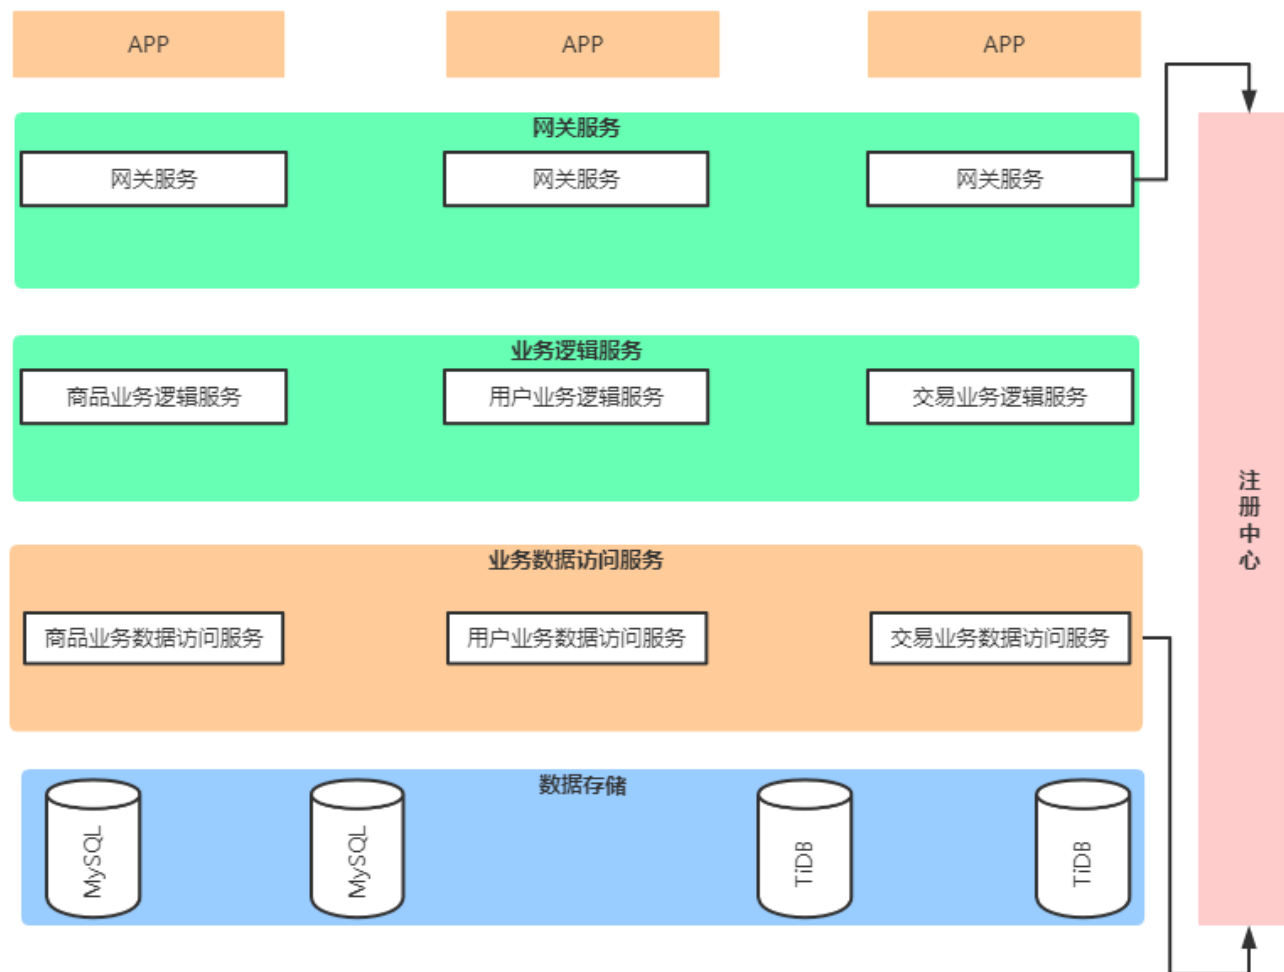 APP
APP
APP
网关服务
网关服务
网关服务
网关服务
业务逻辑服务
商品业务逻辑服务
用户业务逻辑服务
交易业务逻辑服务
注册中心
业务数据访问服务
商品业务数据访问服务
用户业务数据访问服务
交易业务数据访问服务
数据存储
MySQL
MySQL
TiDB
TiDB